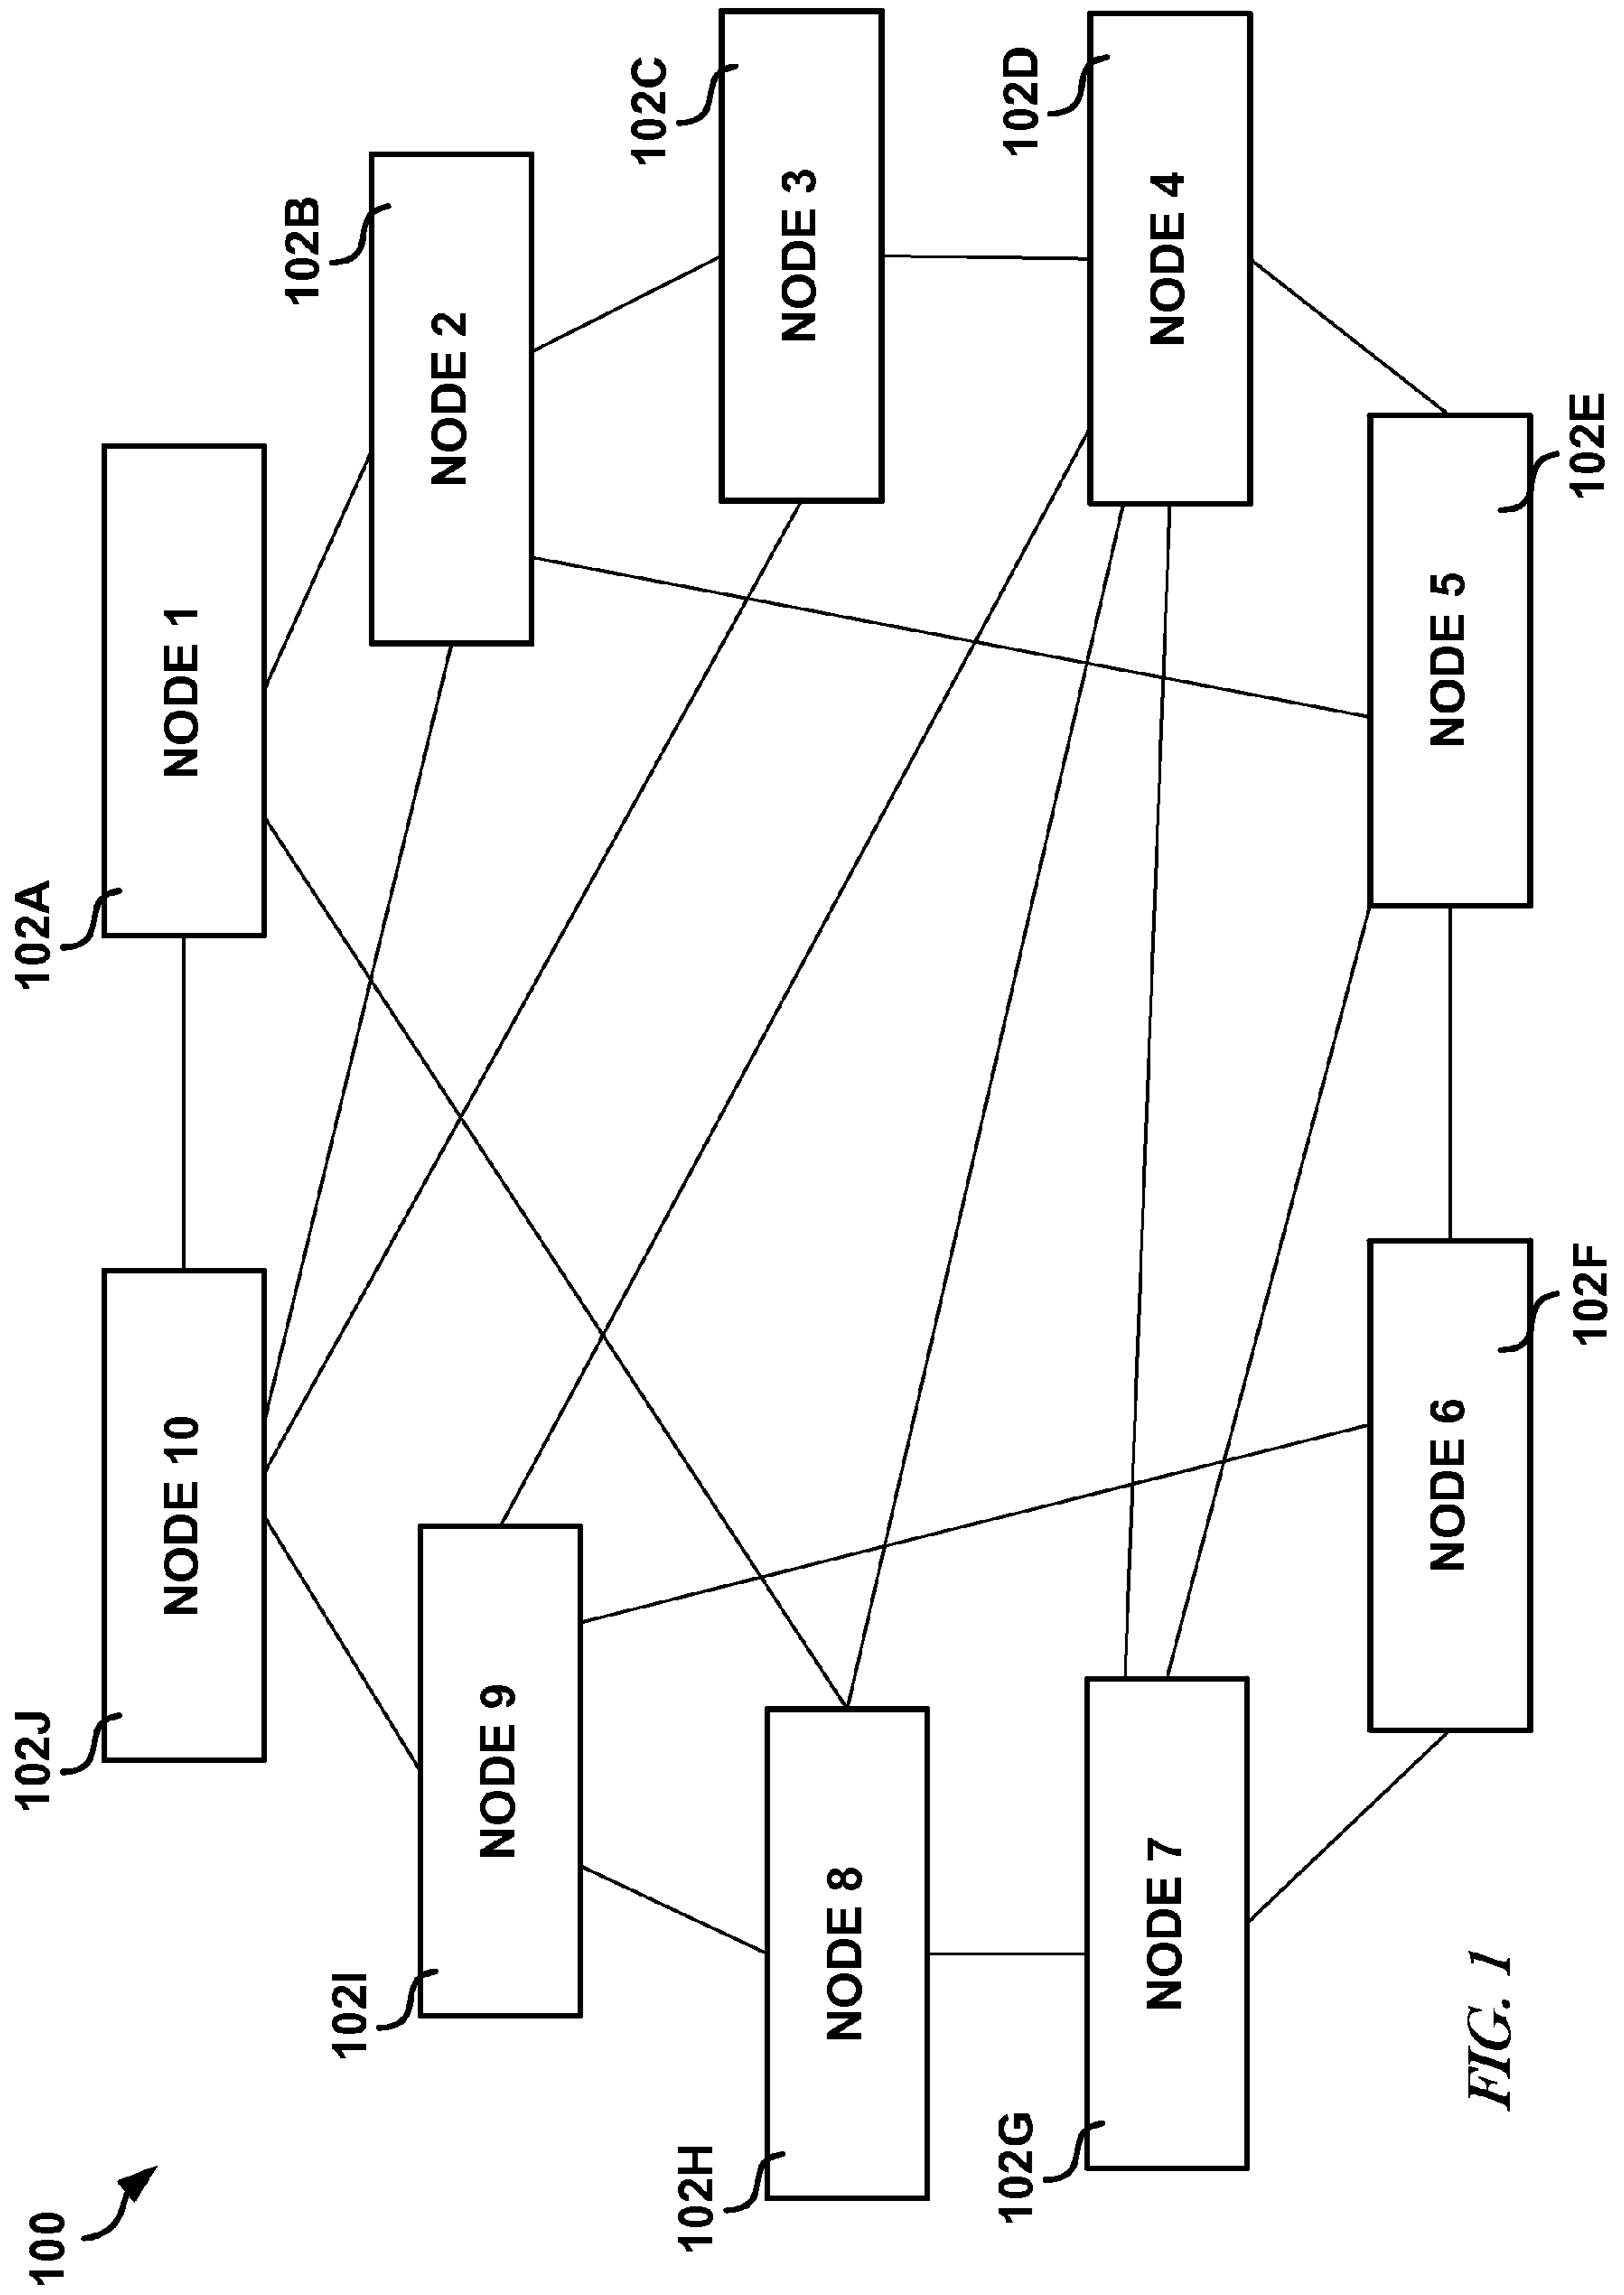 100
102J
NODE 10
102A
NODE 1
102I
NODE 9
102B
NODE 2
102H
NODE 8
102C
NODE 3
102G
NODE 7
102D
NODE 4
102F
NODE 6
102E
NODE 5
FIG. 1